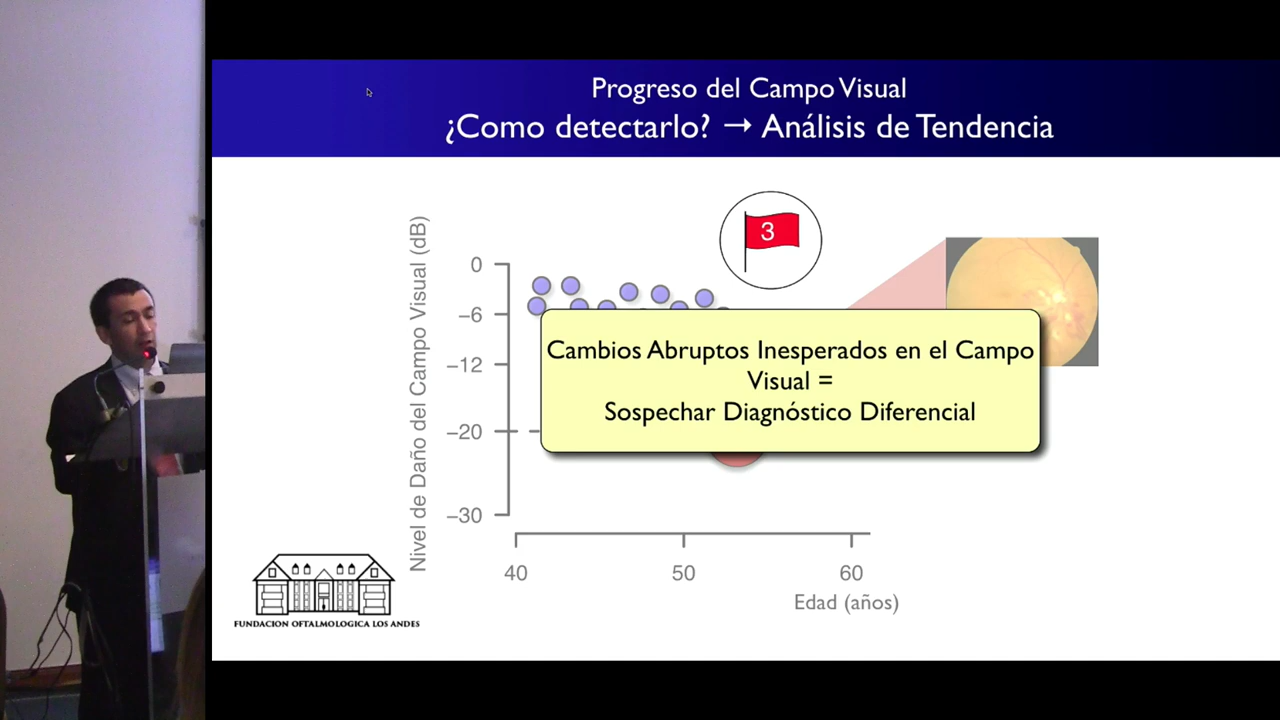 Progreso del Campo Visual
¿Como detectarlo? → Análisis de Tendencia
3
Nivel de Daño del Campo Visual (dB)
0
−6
−12
−20
−30
Cambios Abruptos Inesperados en el Campo
Visual =
Sospechar Diagnóstico Diferencial
40
50
60
Edad (años)
FUNDACION OFTALMOLOGICA LOS ANDES